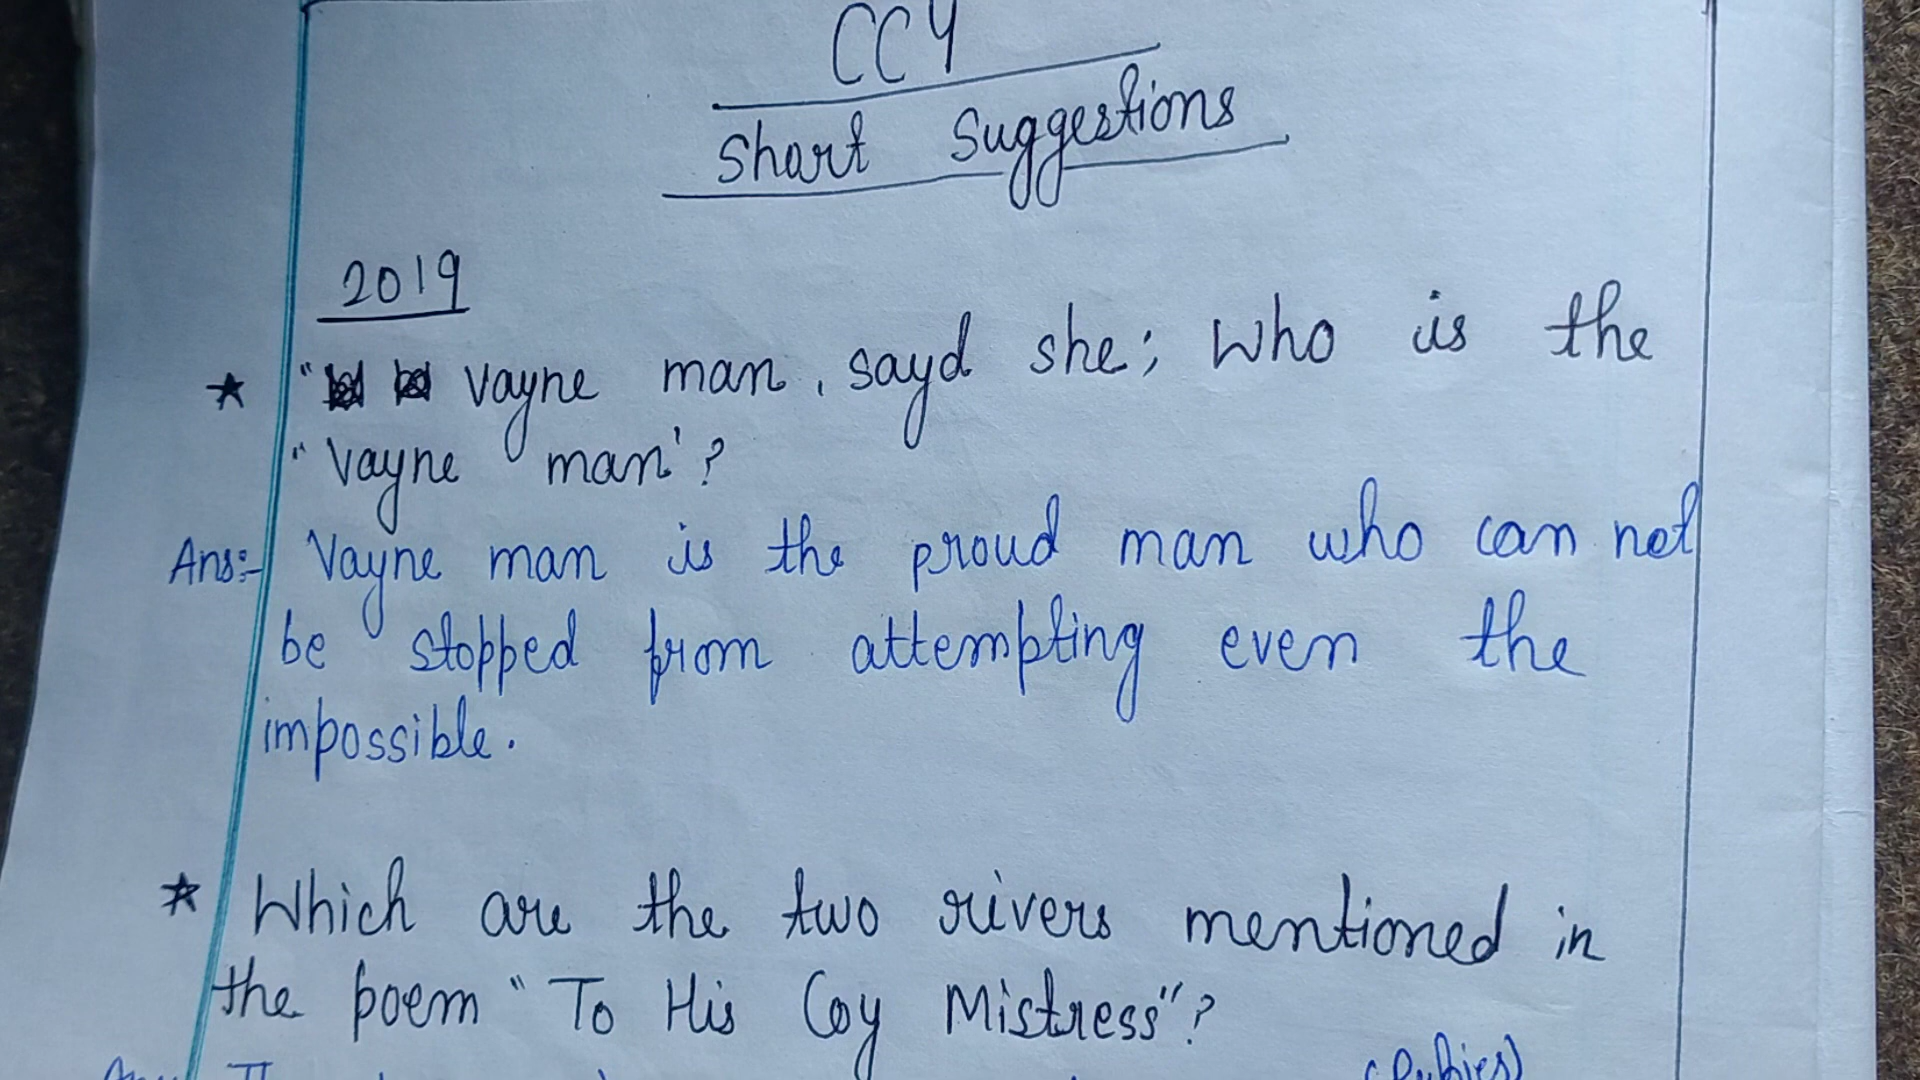 CC4
Short Suggestions
2019
★ " Vayne man, sayd she; Who is the
"Vayne man'?
Ans:- Vayne man is the proud man who can not
be stopped from attempting even the
impossible.
★ Which are the two rivers mentioned in
the poem "To His Coy Mistress"?
(Rubies)